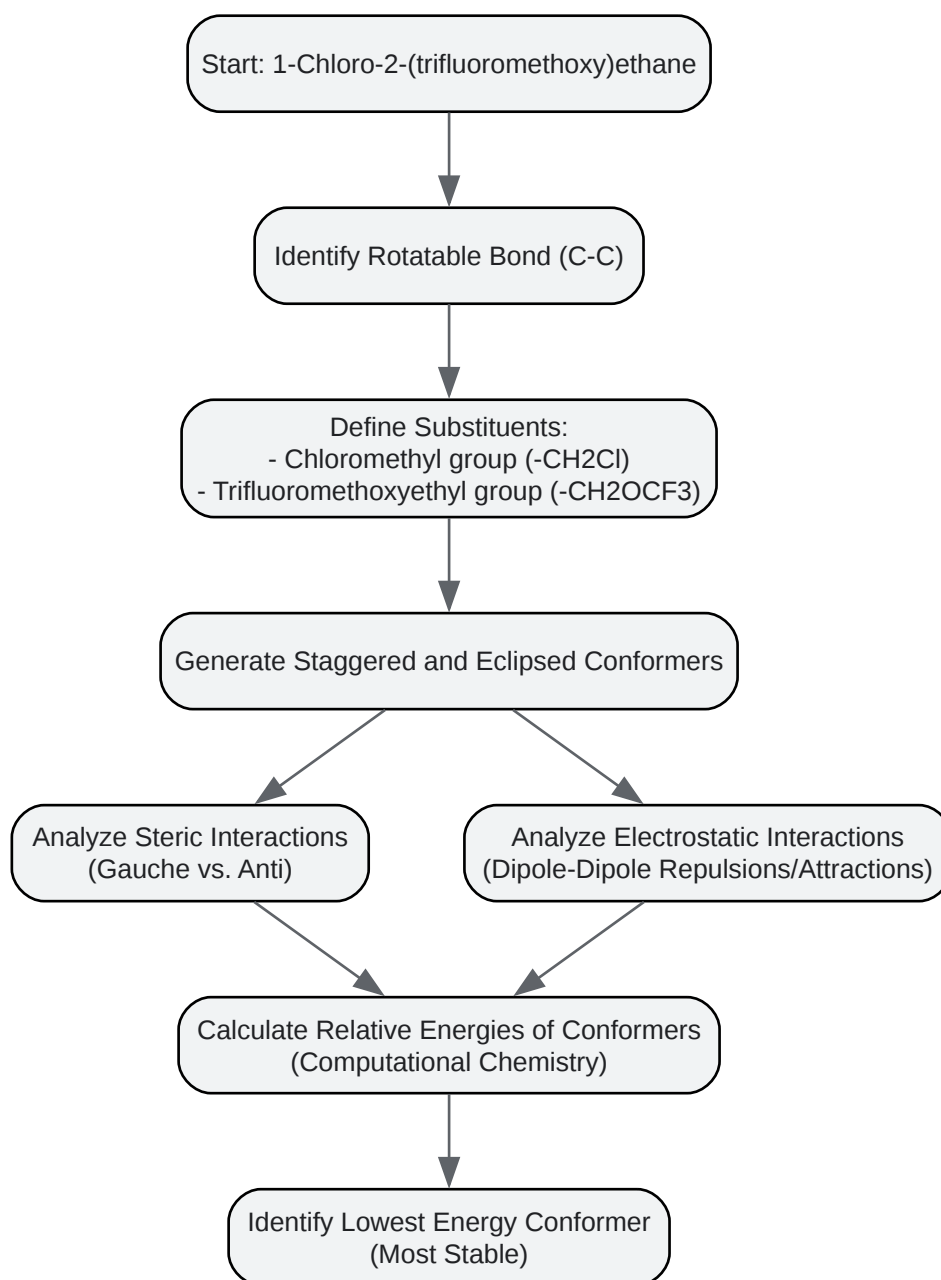 Start: 1-Chloro-2-(trifluoromethoxy)ethane
Identify Rotatable Bond (C-C)
Define Substituents:
- Chloromethyl group (-CH2Cl)
- Trifluoromethoxyethyl group (-CH2OCF3)
Generate Staggered and Eclipsed Conformers
Analyze Steric Interactions
(Gauche vs. Anti)
Analyze Electrostatic Interactions
(Dipole-Dipole Repulsions/Attractions)
Calculate Relative Energies of Conformers
(Computational Chemistry)
Identify Lowest Energy Conformer
(Most Stable)